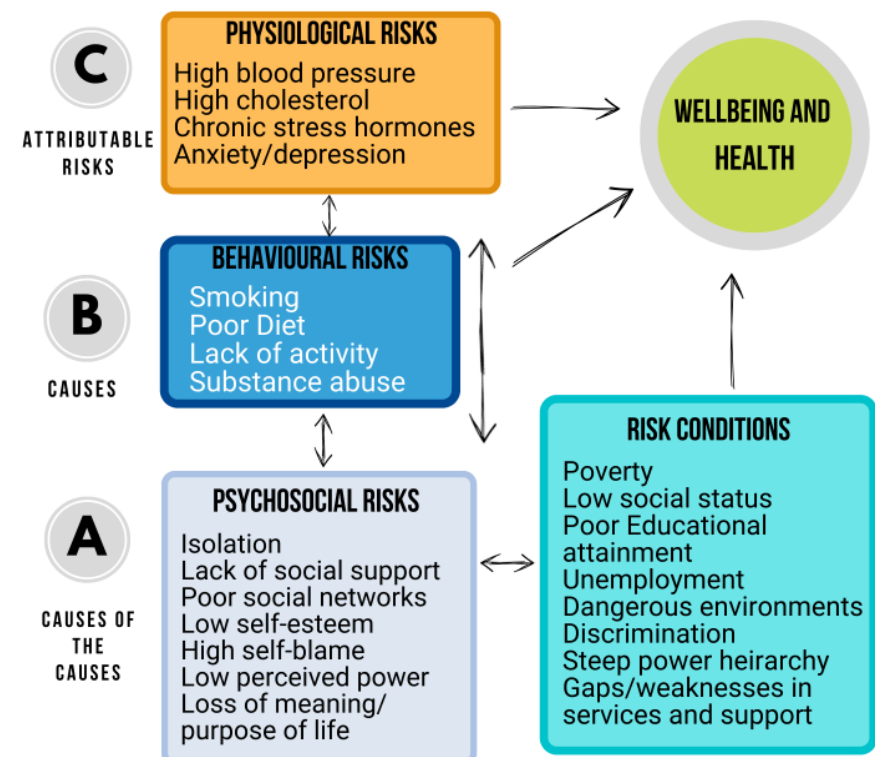 C
ATTRIBUTABLE
RISKS
PHYSIOLOGICAL RISKS
High blood pressure
High cholesterol
Chronic stress hormones
Anxiety/depression
WELLBEING AND
HEALTH
B
CAUSES
BEHAVIOURAL RISKS
Smoking
Poor Diet
Lack of activity
Substance abuse
A
CAUSES OF
THE
CAUSES
PSYCHOSOCIAL RISKS
Isolation
Lack of social support
Poor social networks
Low self-esteem
High self-blame
Low perceived power
Loss of meaning/
purpose of life
RISK CONDITIONS
Poverty
Low social status
Poor Educational
attainment
Unemployment
Dangerous environments
Discrimination
Steep power heirarchy
Gaps/weaknesses in
services and support